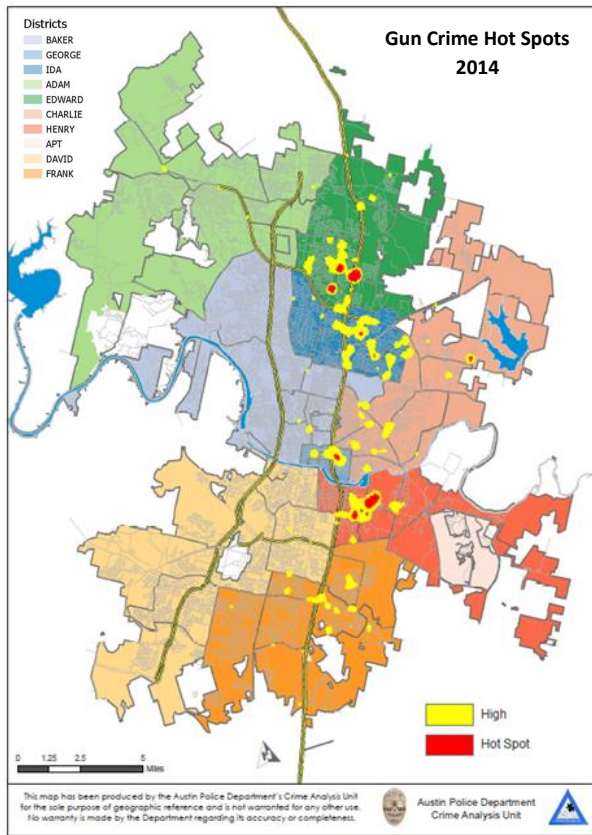 Gun Crime Hot Spots
2014
Districts
BAKER
GEORGE
IDA
ADAM
EDWARD
CHARLIE
HENRY
APT
DAVID
FRANK
High
Hot Spot
0 1.25 2.5 5
Miles
This map has been produced by the Austin Police Department's Crime Analysis Unit
for the sole purpose of geographic reference and is not warranted for any other use.
No warranty is made by the Department regarding its accuracy or completeness.
Austin Police Department
Crime Analysis Unit